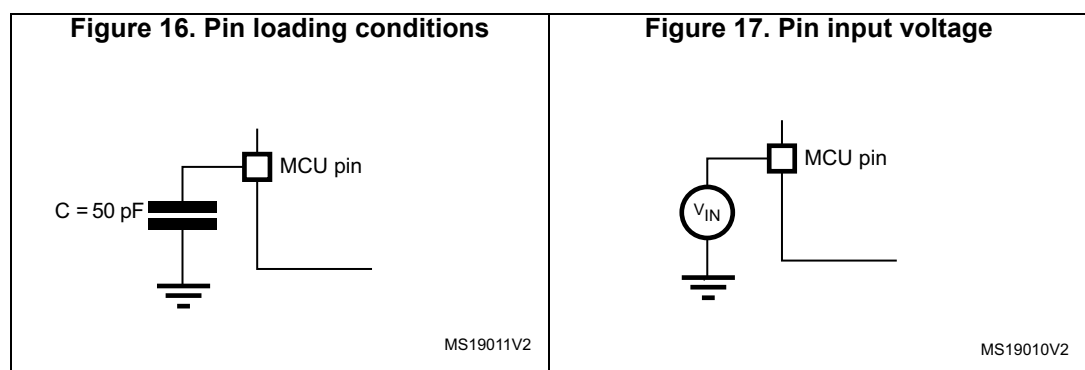 Figure 16. Pin loading conditions
MCU pin
C = 50 pF
MS19011V2
Figure 17. Pin input voltage
MCU pin
VIN
MS19010V2